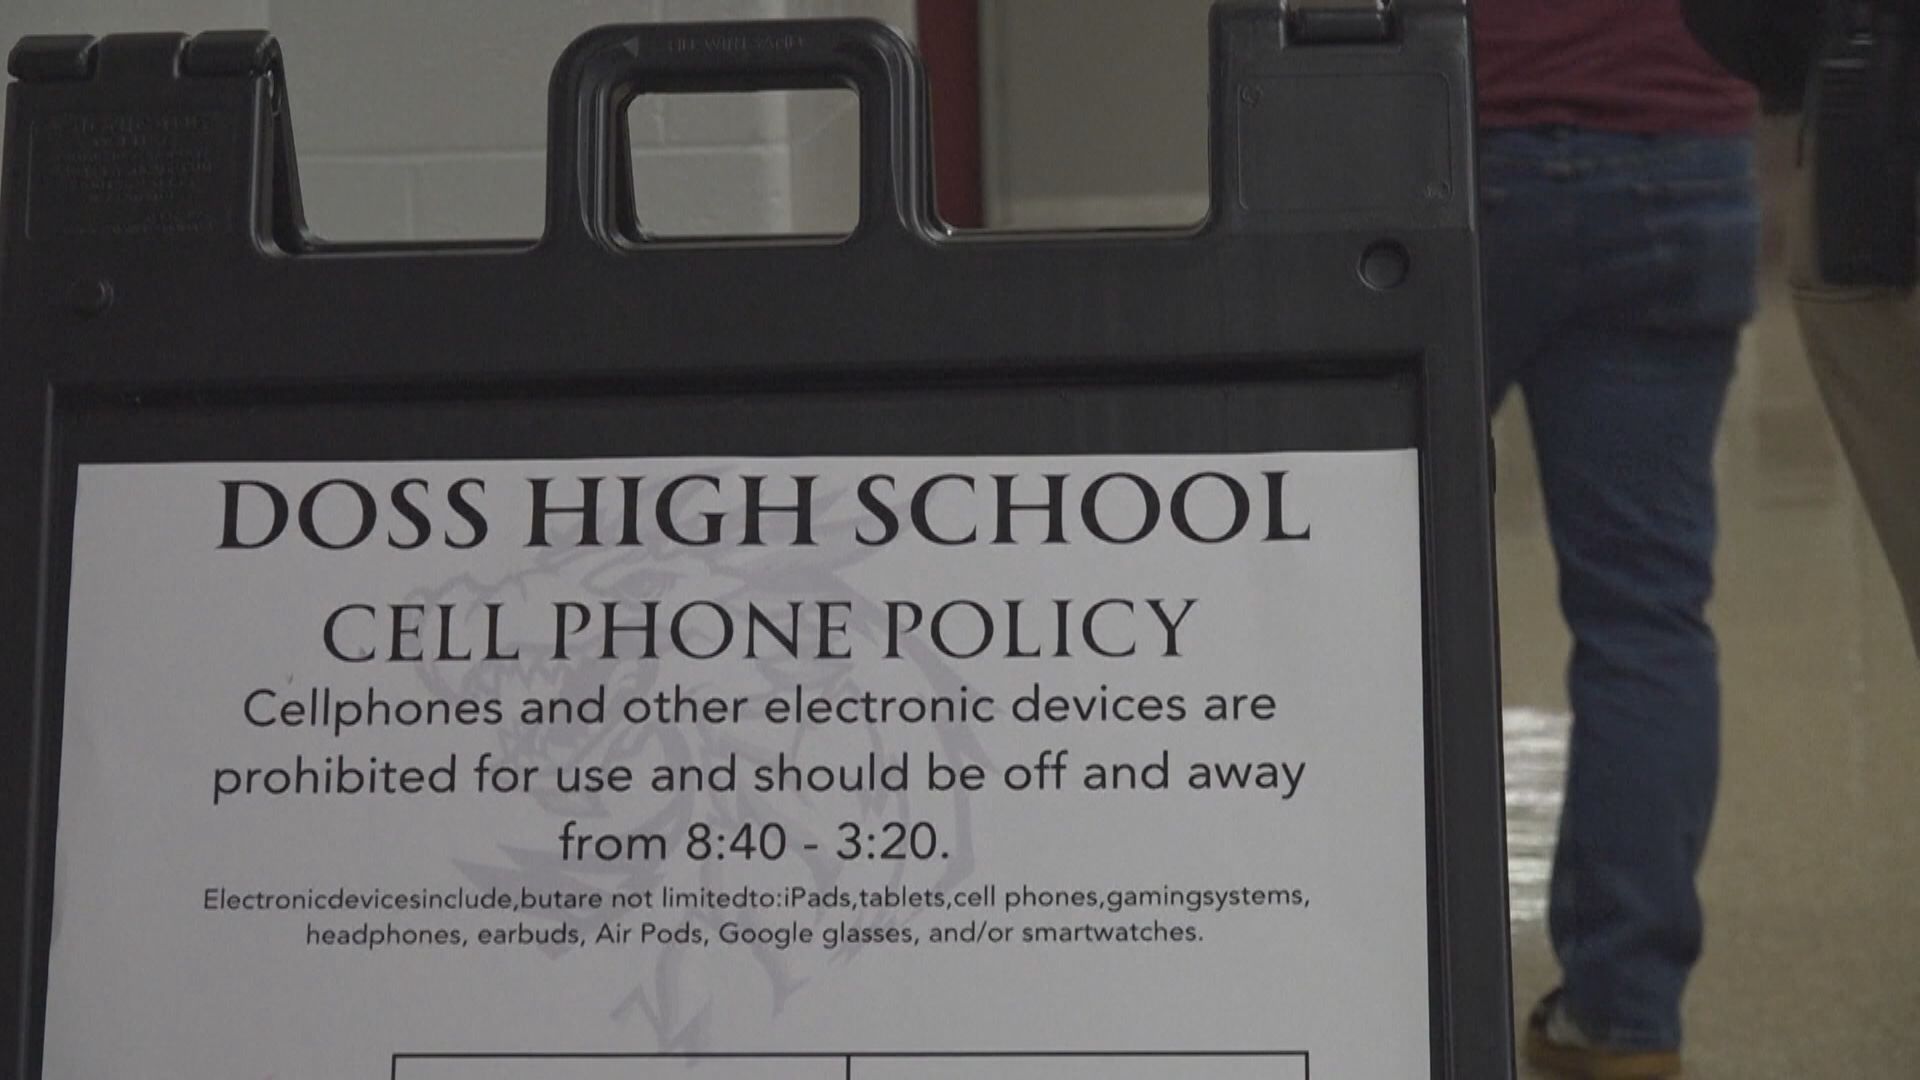 DOSS HIGH SCHOOL
CELL PHONE POLICY
Cellphones and other electronic devices are
prohibited for use and should be off and away
from 8:40 - 3:20.
Electronicdevicesinclude,butare not limitedto:iPads,tablets,cell phones,gamingsystems,
headphones, earbuds, Air Pods, Google glasses, and/or smartwatches.